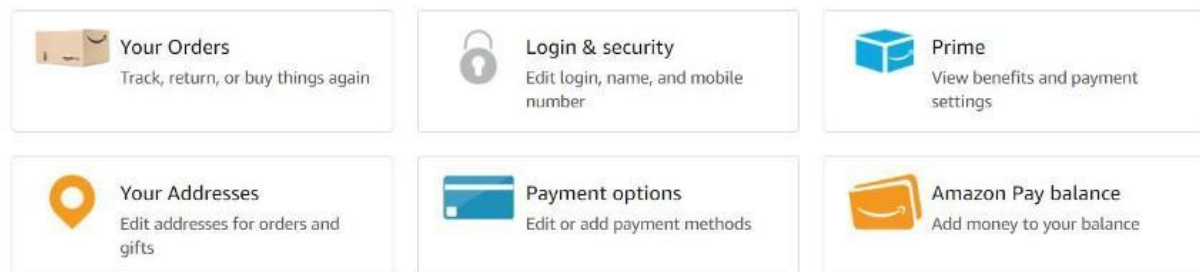 Your Orders
Track, return, or buy things again
Login & security
Edit login, name, and mobile
number
Prime
View benefits and payment
settings
Your Addresses
Edit addresses for orders and
gifts
Payment options
Edit or add payment methods
Amazon Pay balance
Add money to your balance